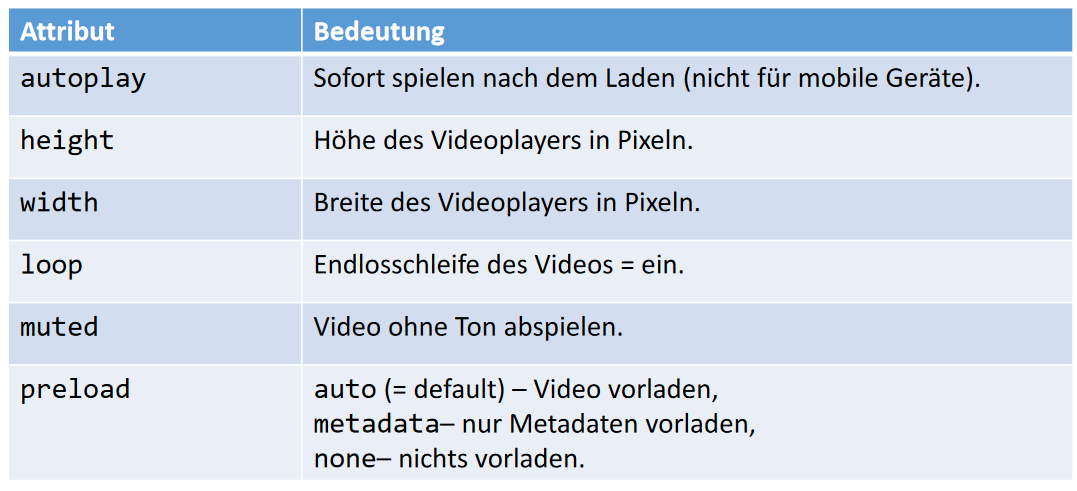 Attribut Bedeutung
autoplay Sofort spielen nach dem Laden (nicht für mobile Geräte).
height Höhe des Videoplayers in Pixeln.
width Breite des Videoplayers in Pixeln.
loop Endlosschleife des Videos = ein.
muted Video ohne Ton abspielen.
preload auto (= default) – Video vorladen,
metadata– nur Metadaten vorladen,
none– nichts vorladen.